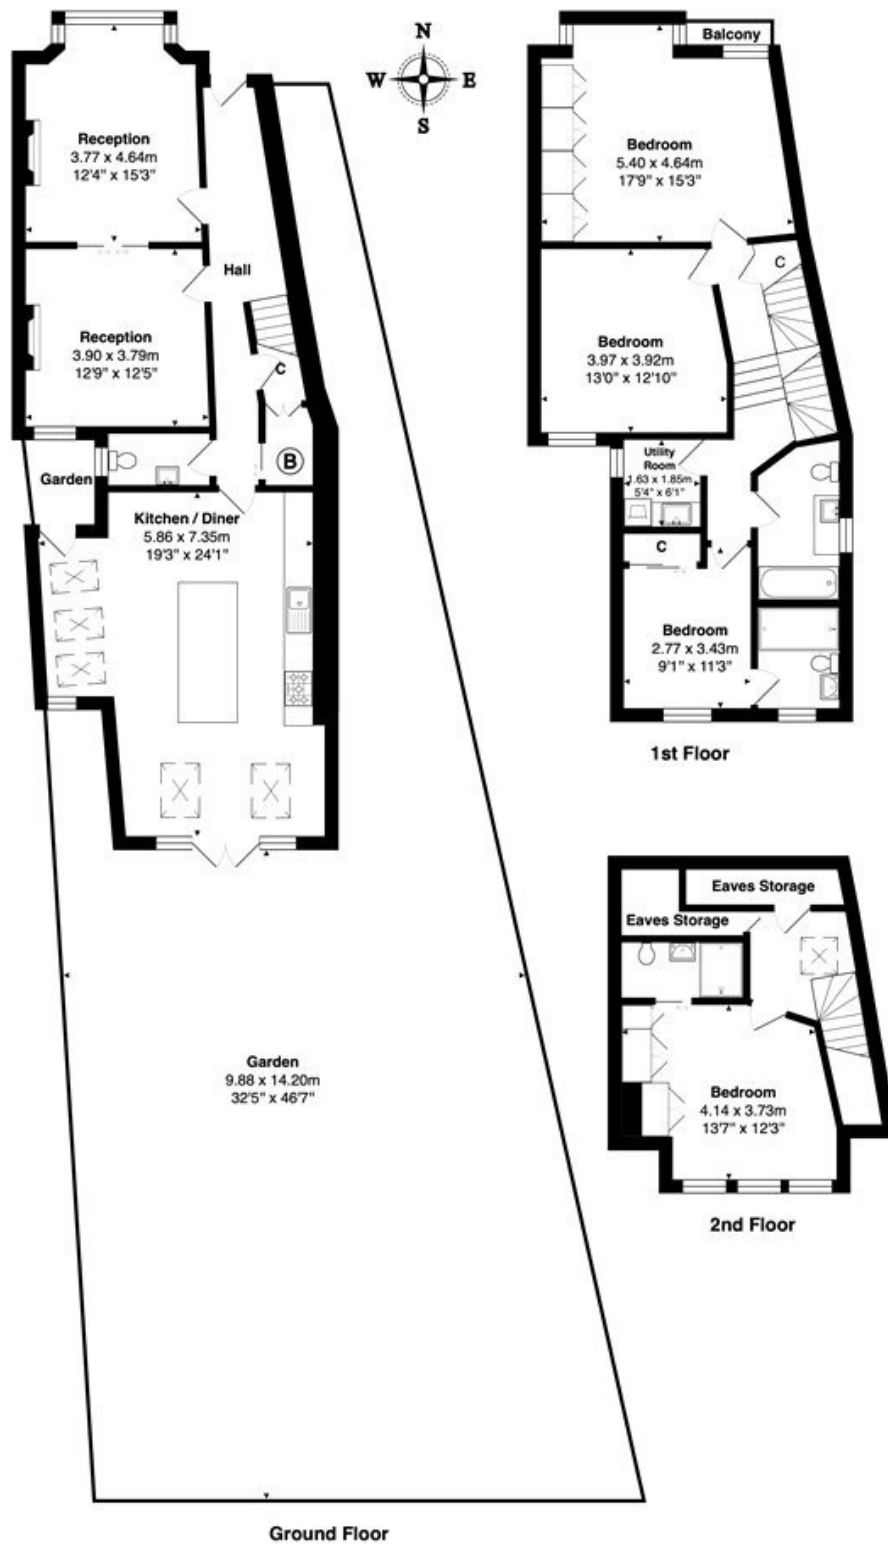 N
W E
S
Reception
3.77 x 4.64m
12'4" x 15'3"
Hall
Reception
3.90 x 3.79m
12'9" x 12'5"
C
B
Garden
Kitchen / Diner
5.86 x 7.35m
19'3" x 24'1"
Garden
9.88 x 14.20m
32'5" x 46'7"
Ground Floor
Balcony
Bedroom
5.40 x 4.64m
17'9" x 15'3"
C
Bedroom
3.97 x 3.92m
13'0" x 12'10"
Utility
Room
1.63 x 1.85m
5'4" x 6'1"
C
Bedroom
2.77 x 3.43m
9'1" x 11'3"
1st Floor
Eaves Storage
Eaves Storage
Bedroom
4.14 x 3.73m
13'7" x 12'3"
2nd Floor